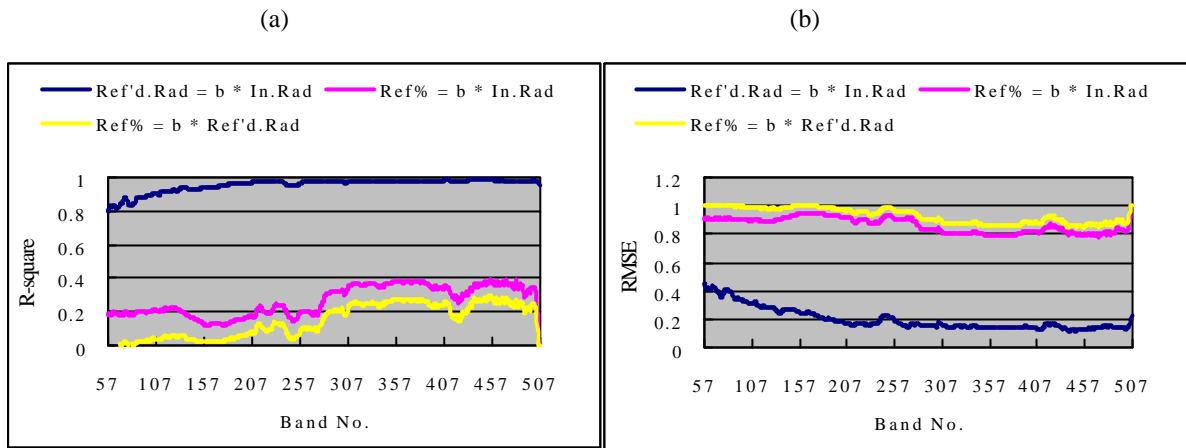 (a)
(b)
Ref'd.Rad = b * In.Rad
Ref% = b * In.Rad
Ref% = b * Ref'd.Rad
1
0.8
0.6
0.4
0.2
0
R-square
57 107 157 207 257 307 357 407 457 507
Band No.
Ref'd.Rad = b * In.Rad
Ref% = b * In.Rad
Ref% = b * Ref'd.Rad
1.2
1
0.8
0.6
0.4
0.2
0
RMSE
57 107 157 207 257 307 357 407 457 507
Band No.